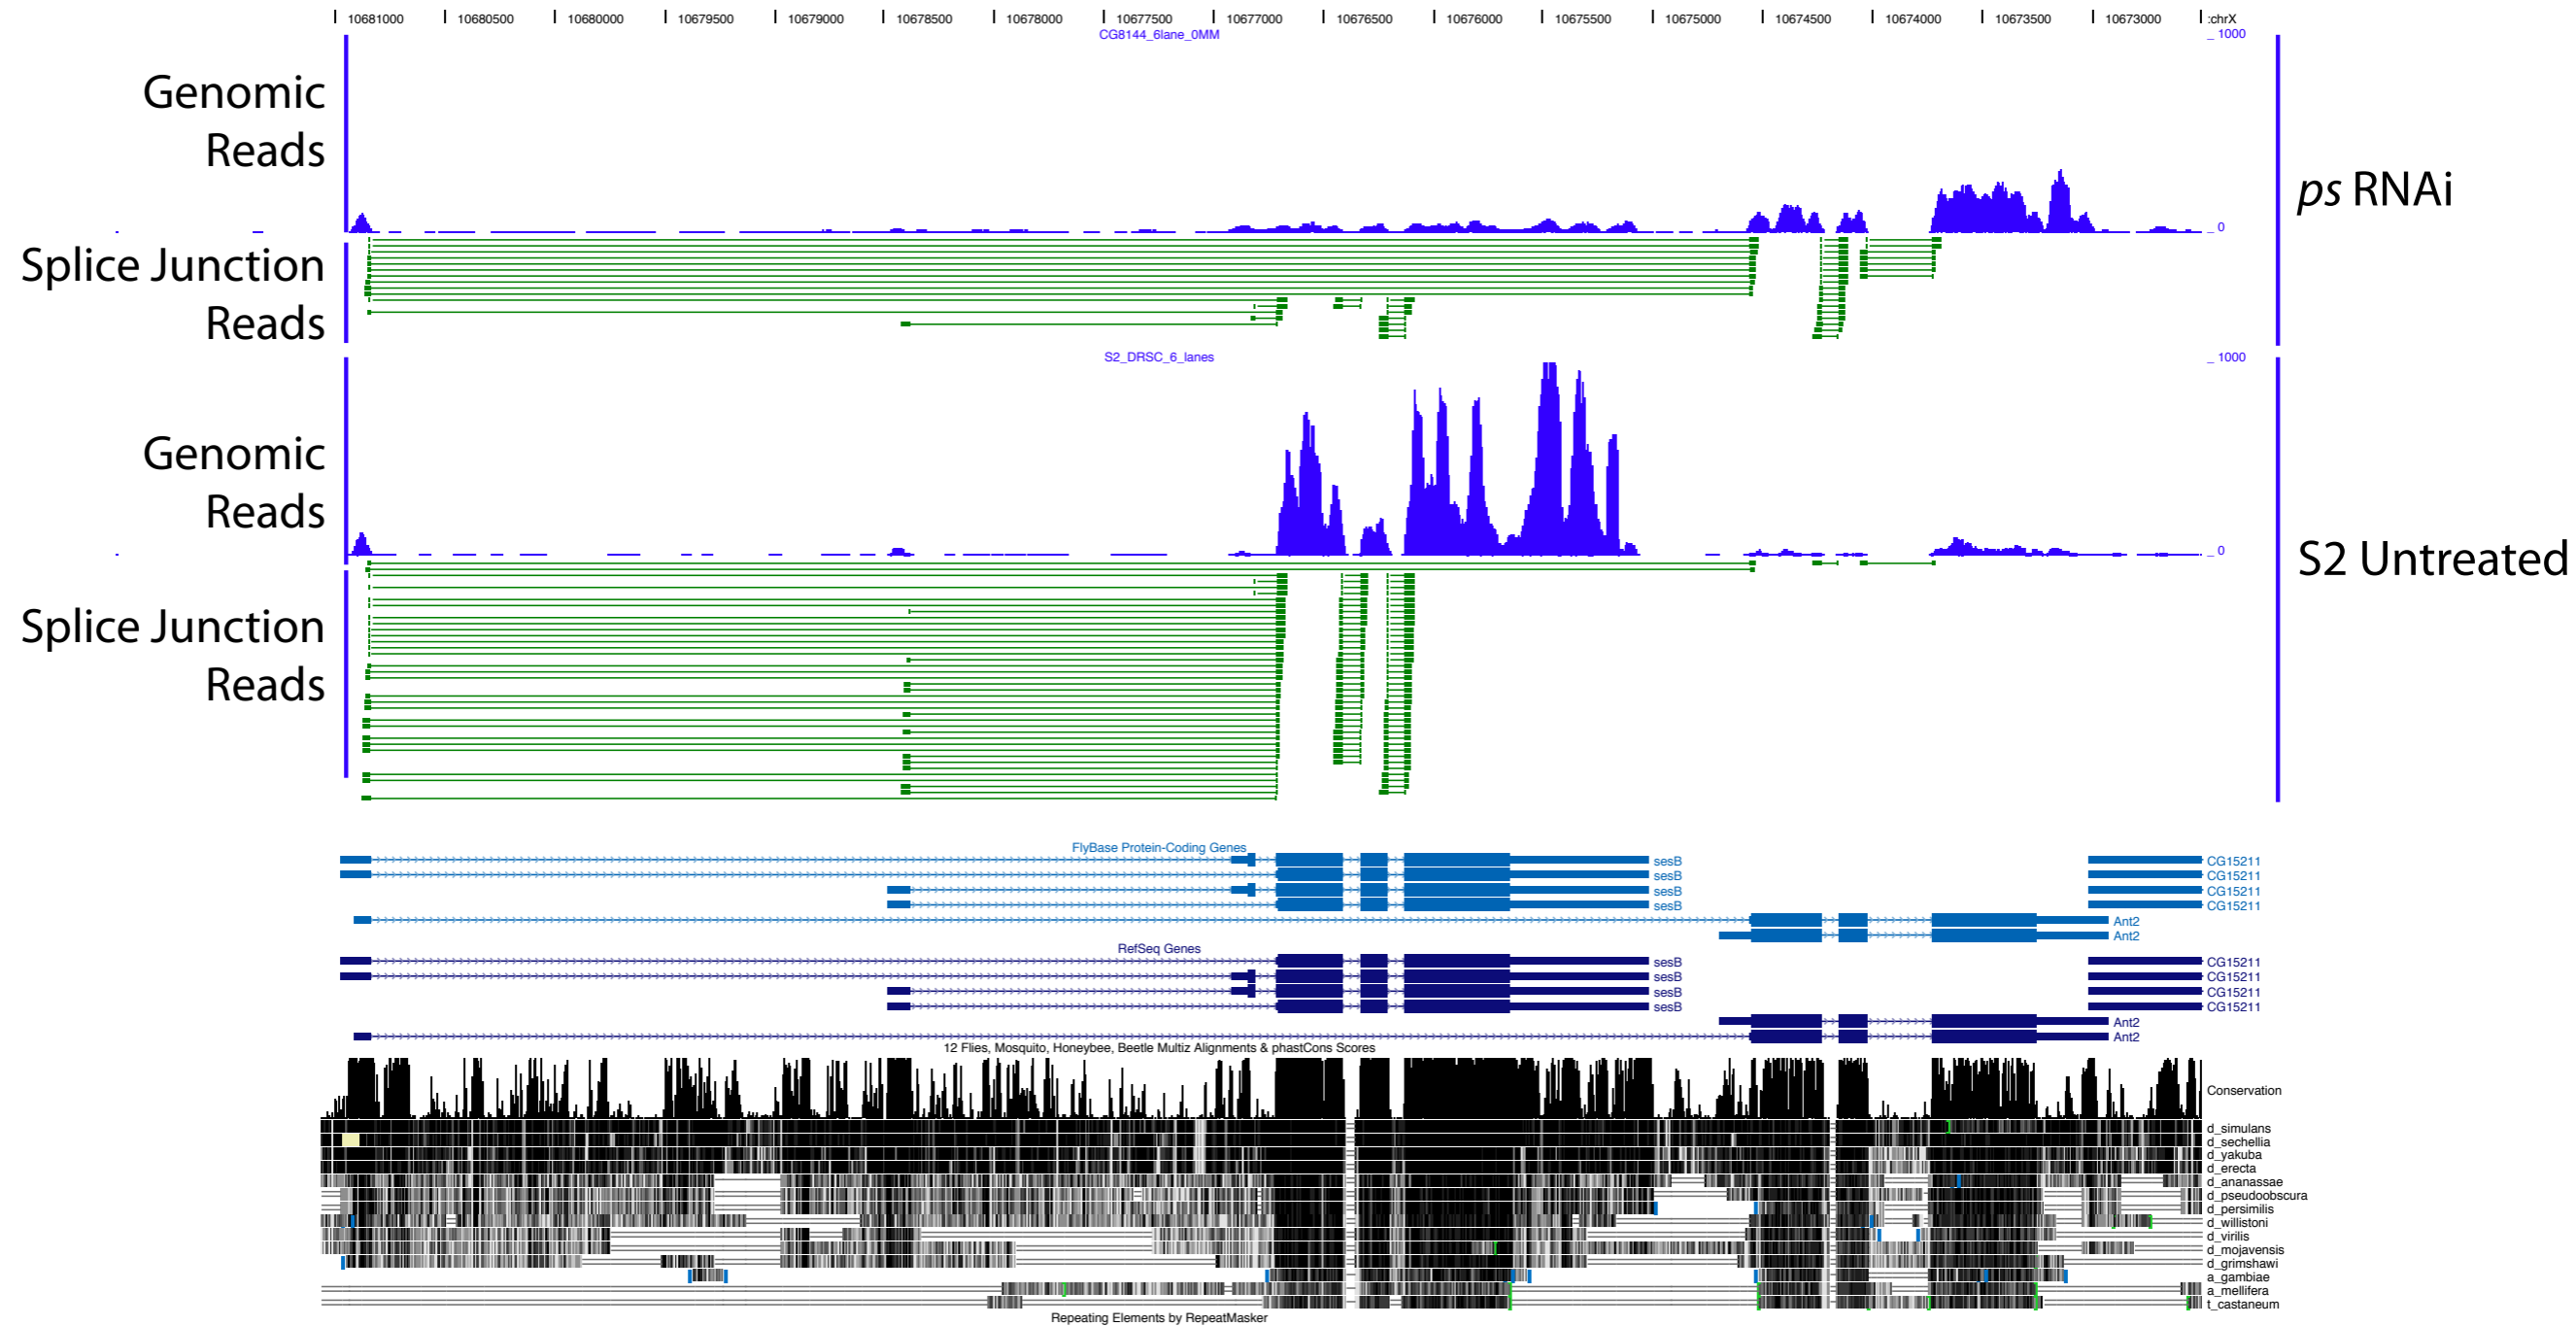 10681000 10680500 10680000 10679500 10679000 10678500 10678000 10677500 10677000 10676500 10676000 10675500 10675000 10674500 10674000 10673500 10673000 :chrX
CG8144_6lane_0MM
_ 1000
Genomic
Reads
ps RNAi
_ 0
Splice Junction
Reads
S2_DRSC_6_lanes
_ 1000
Genomic
Reads
_ 0
S2 Untreated
Splice Junction
Reads
FlyBase Protein-Coding Genes
sesB CG15211
sesB CG15211
sesB CG15211
sesB CG15211
Ant2
Ant2
RefSeq Genes
sesB CG15211
sesB CG15211
sesB CG15211
sesB CG15211
Ant2
Ant2
12 Flies, Mosquito, Honeybee, Beetle Multiz Alignments & phastCons Scores
Conservation
d_simulans
d_sechellia
d_yakuba
d_erecta
d_ananassae
d_pseudoobscura
d_persimilis
d_willistoni
d_virilis
d_mojavensis
d_grimshawi
a_gambiae
a_mellifera
t_castaneum
Repeating Elements by RepeatMasker